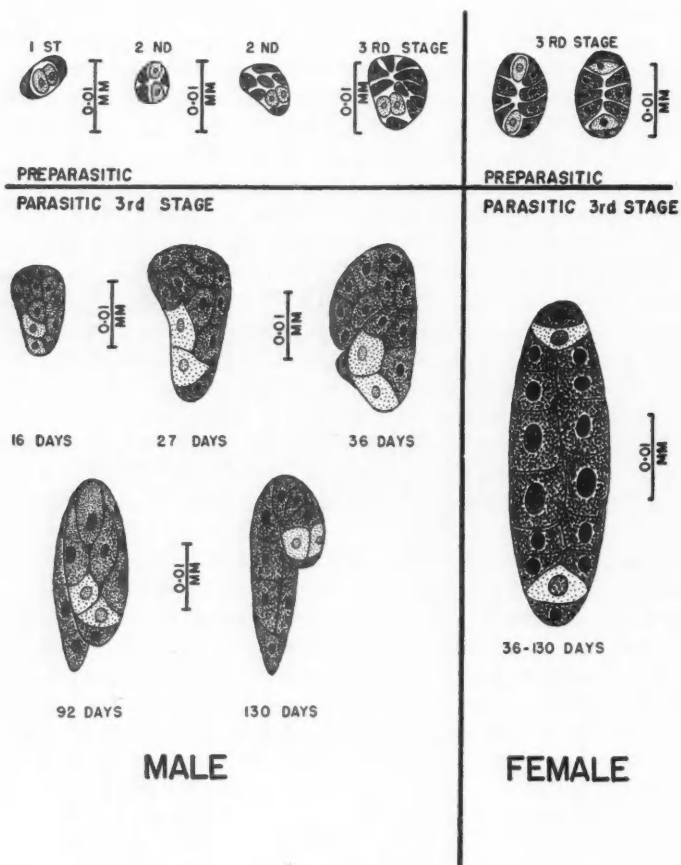 1 ST
2 ND
2 ND
3RD STAGE
0·01 MM
0·01 MM
0·01 MM
PREPARASITIC
3 RD STAGE
0·01 MM
PREPARASITIC
PARASITIC 3rd STAGE
0·01 MM
0·01 MM
16 DAYS
27 DAYS
36 DAYS
0·01 MM
92 DAYS
130 DAYS
MALE
PARASITIC 3rd STAGE
0·01 MM
36-130 DAYS
FEMALE